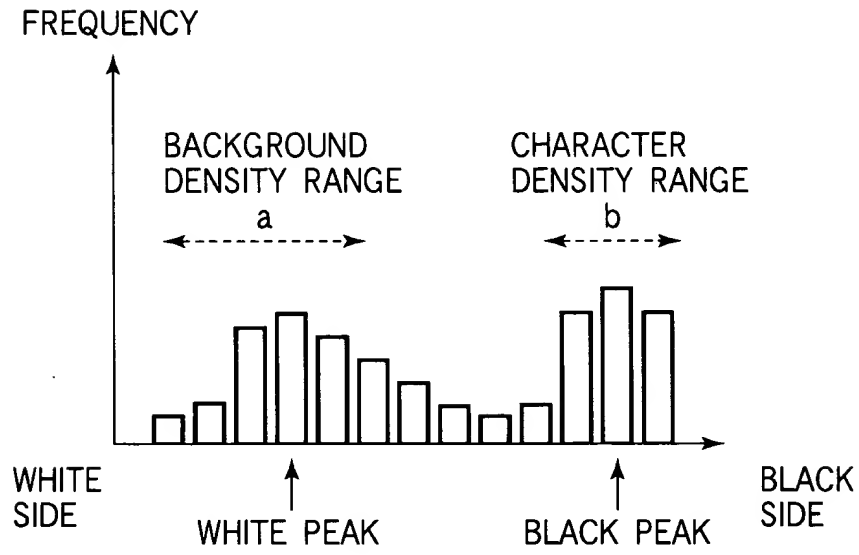 FREQUENCY
BACKGROUND
DENSITY RANGE
a
CHARACTER
DENSITY RANGE
b
WHITE
SIDE
WHITE PEAK
BLACK PEAK
BLACK
SIDE